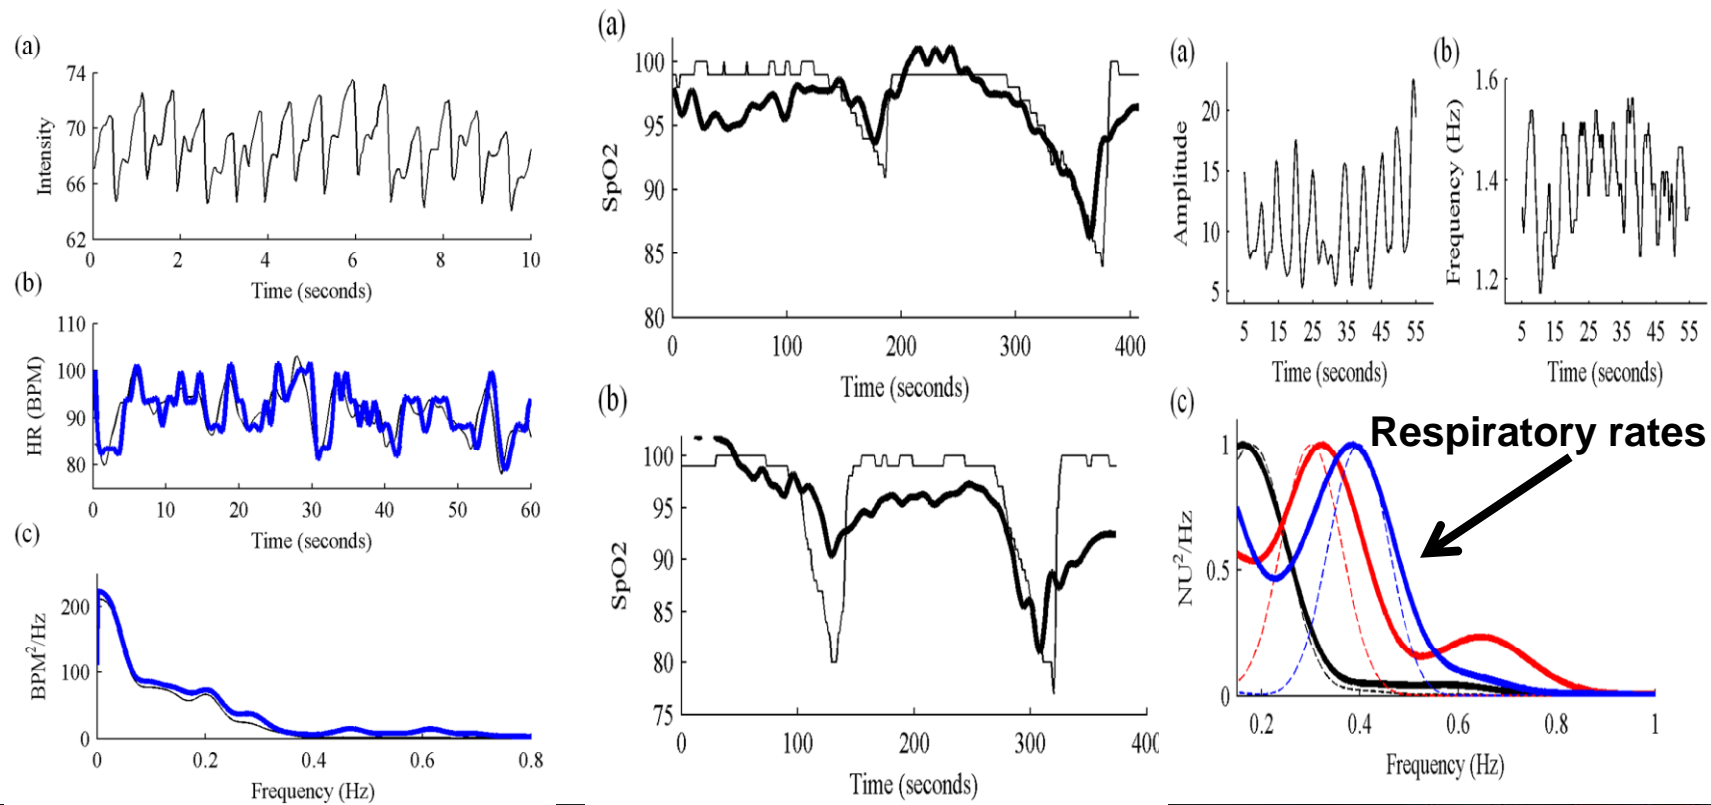 (a)
74
70
66
62
Intensity
0 2 4 6 8 10
Time (seconds)
(b)
110
100
90
80
HR (BPM)
0 10 20 30 40 50 60
Time (seconds)
(c)
200
100
0
BPM²/Hz
0 0.2 0.4 0.6 0.8
Frequency (Hz)
(a)
100
95
90
85
80
SpO2
0 100 200 300 400
Time (seconds)
(b)
100
95
90
85
80
75
SpO2
0 100 200 300 400
Time (seconds)
(a)
20
15
10
5
Amplitude
5 15 25 35 45 55
Time (seconds)
(b)
1.6
1.4
1.2
Frequency (Hz)
5 15 25 35 45 55
Time (seconds)
(c)
Respiratory rates
1
0.5
0
NU²/Hz
0.2 0.4 0.6 0.8 1
Frequency (Hz)